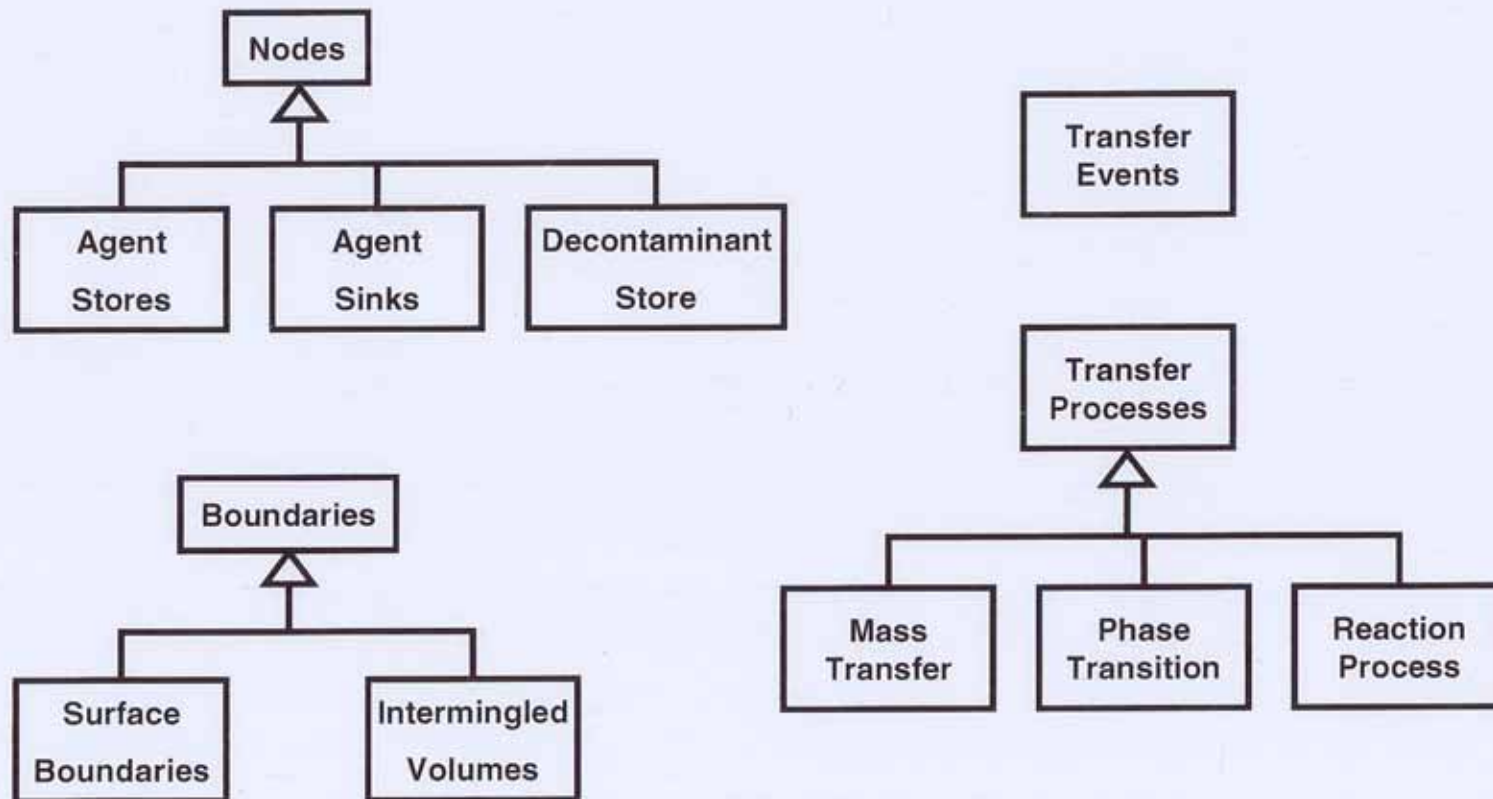 Nodes
Agent
Stores
Agent
Sinks
Decontaminant
Store
Transfer
Events
Transfer
Processes
Mass
Transfer
Phase
Transition
Reaction
Process
Boundaries
Surface
Boundaries
Intermingled
Volumes